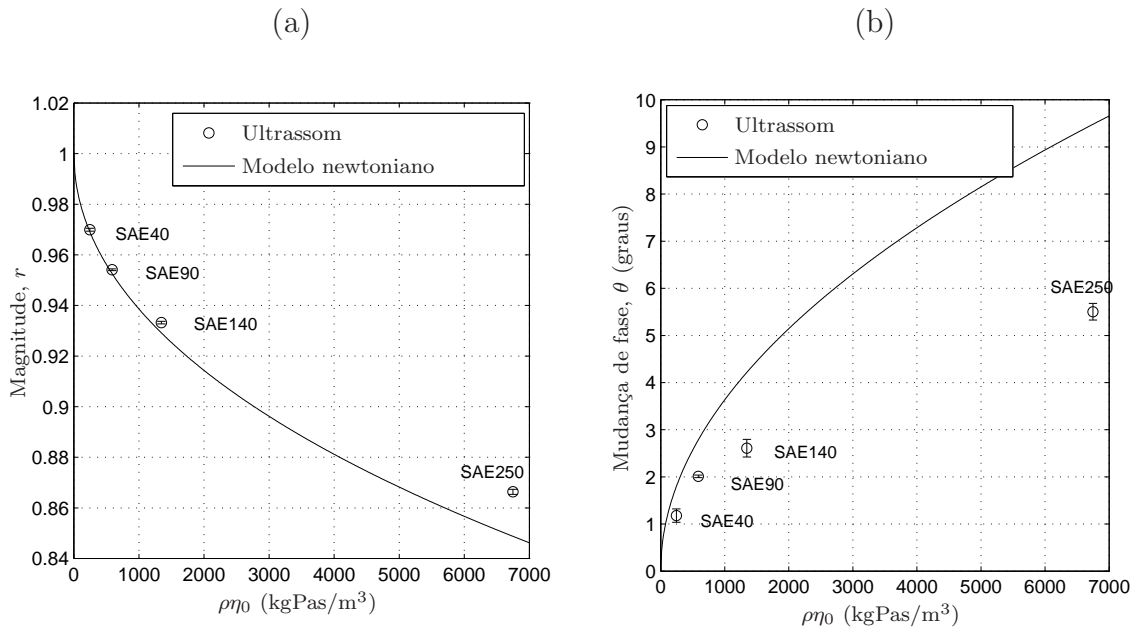 (a)
1.02
1
0.98
0.96
0.94
0.92
0.9
0.88
0.86
0.84
Magnitude, r
Ultrassom
Modelo newtoniano
SAE40
SAE90
SAE140
SAE250
0 1000 2000 3000 4000 5000 6000 7000
ρη₀ (kgPas/m³)
(b)
10
9
8
7
6
5
4
3
2
1
0
Mudança de fase, θ (graus)
Ultrassom
Modelo newtoniano
SAE250
SAE140
SAE90
SAE40
0 1000 2000 3000 4000 5000 6000 7000
ρη₀ (kgPas/m³)